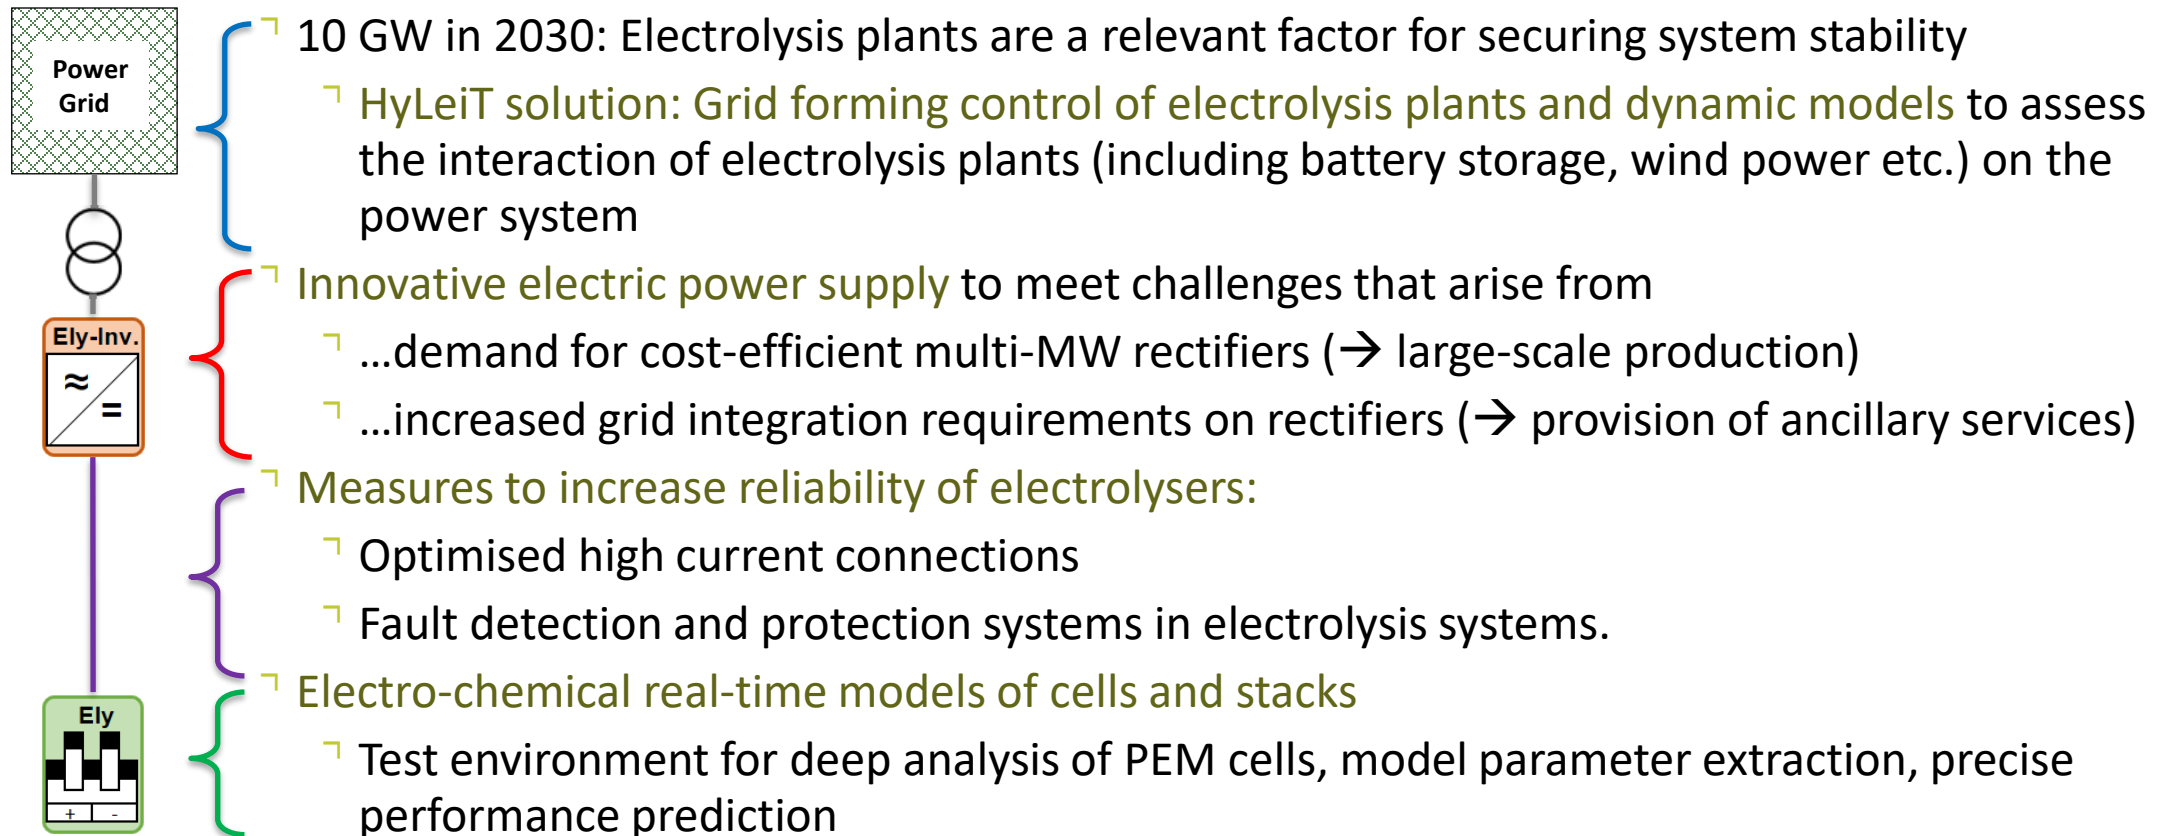 Power
Grid
10 GW in 2030: Electrolysis plants are a relevant factor for securing system stability
HyLeiT solution: Grid forming control of electrolysis plants and dynamic models to assess
the interaction of electrolysis plants (including battery storage, wind power etc.) on the
power system
Innovative electric power supply to meet challenges that arise from
Ely-Inv.
≈
=
...demand for cost-efficient multi-MW rectifiers (→ large-scale production)
...increased grid integration requirements on rectifiers (→ provision of ancillary services)
Measures to increase reliability of electrolysers:
Optimised high current connections
Fault detection and protection systems in electrolysis systems.
Electro-chemical real-time models of cells and stacks
Ely
+ -
Test environment for deep analysis of PEM cells, model parameter extraction, precise
performance prediction